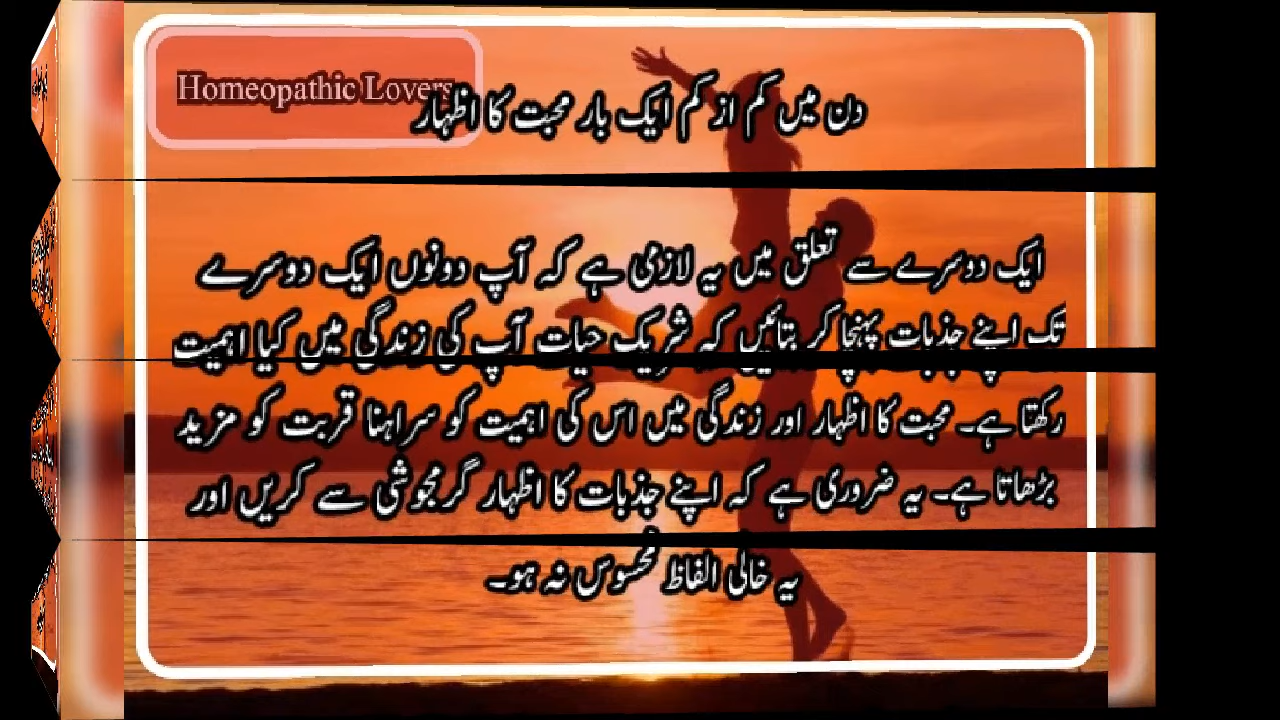 Homeopathic Lovers
دن میں کم از کم ایک بار محبت کا اظہار
ایک دوسرے سے تعلق میں یہ لازمی ہے کہ آپ دونوں ایک دوسرے
تک اپنے جذبات پہنچا کر بتائیں کہ شریک حیات آپ کی زندگی میں کیا اہمیت
رکھتا ہے۔ محبت کا اظہار اور زندگی میں اس کی اہمیت کو سراہنا قربت کو مزید
بڑھاتا ہے۔ یہ ضروری ہے کہ اپنے جذبات کا اظہار گرمجوشی سے کریں اور
یہ خالی الفاظ محسوس نہ ہو۔